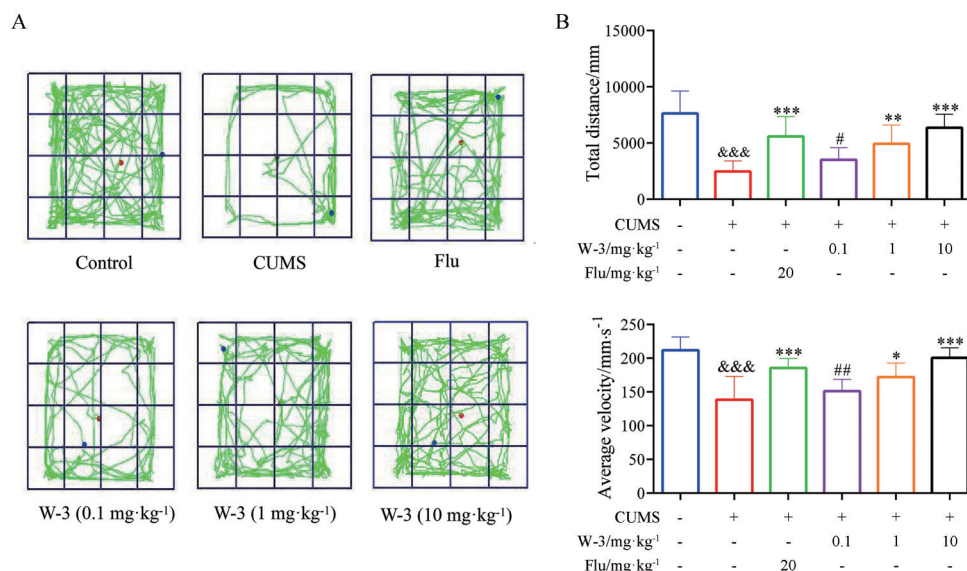 A
Control
CUMS
Flu
W-3 (0.1 mg·kg⁻¹)
W-3 (1 mg·kg⁻¹)
W-3 (10 mg·kg⁻¹)
B
Total distance/mm
15000
10000
5000
0
&&&
***
#
**
***
CUMS - + + + + +
W-3/mg·kg⁻¹ - - - 0.1 1 10
Flu/mg·kg⁻¹ - - 20 - - -
Average velocity/mm·s⁻¹
250
200
150
100
50
0
&&&
***
##
*
***
CUMS - + + + + +
W-3/mg·kg⁻¹ - - - 0.1 1 10
Flu/mg·kg⁻¹ - - 20 - - -